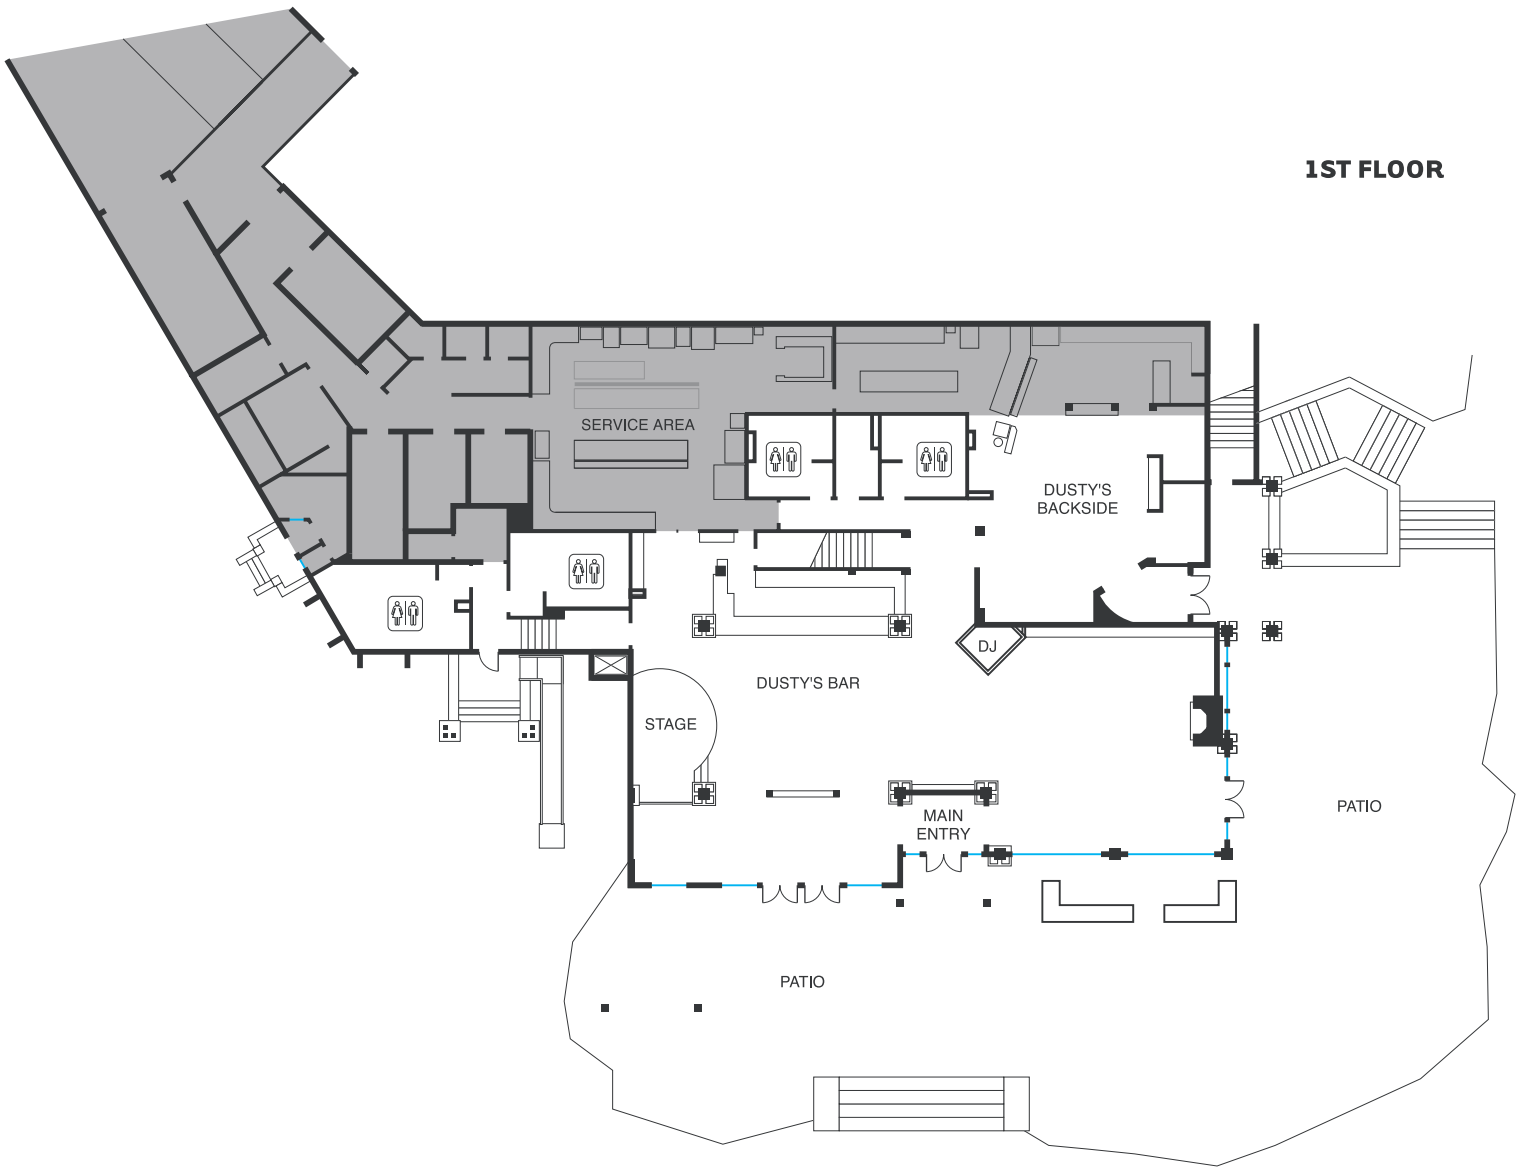 1ST FLOOR
SERVICE AREA
DUSTY'S
BACKSIDE
DJ
DUSTY'S BAR
STAGE
MAIN
ENTRY
PATIO
PATIO